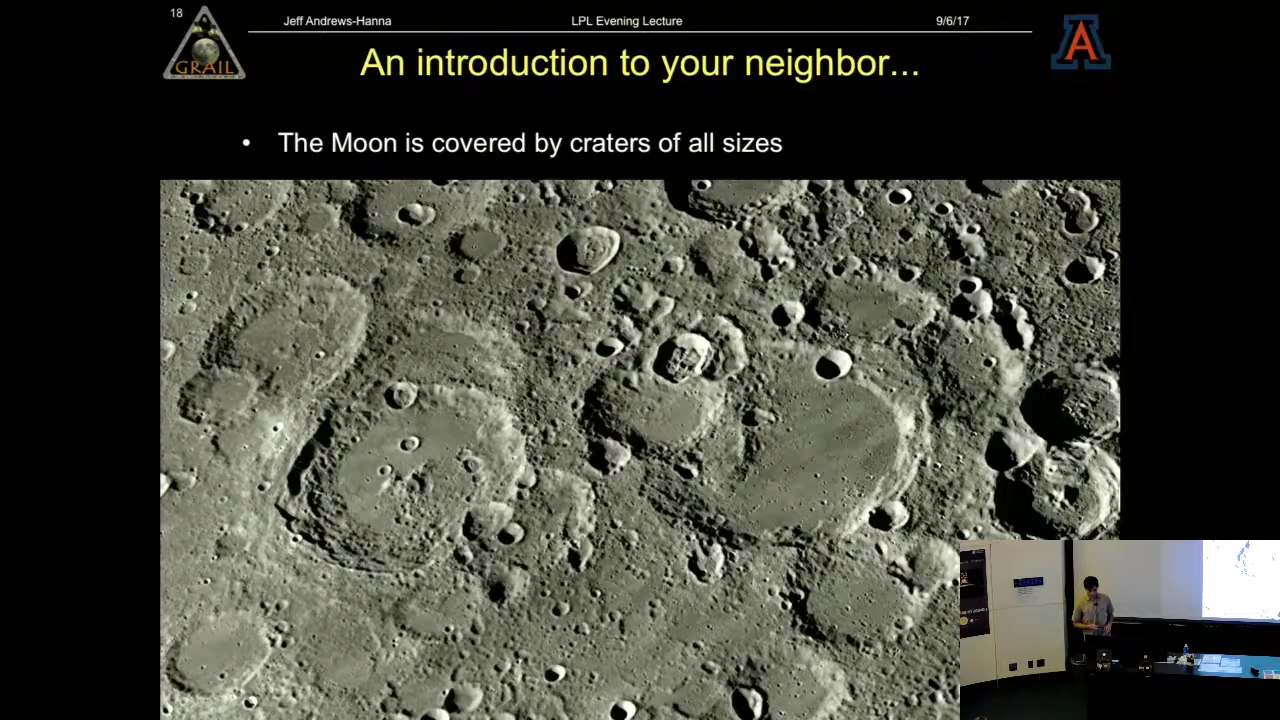 18
Jeff Andrews-Hanna
LPL Evening Lecture
9/6/17
GRAIL
A
An introduction to your neighbor...
• The Moon is covered by craters of all sizes